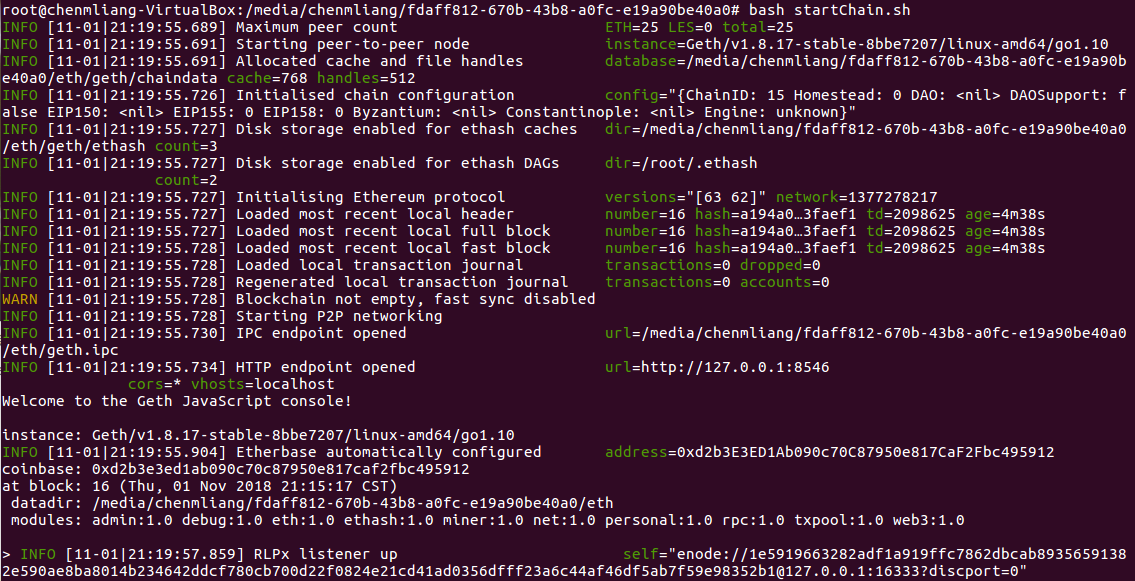 root@chenmliang-VirtualBox:/media/chenmliang/fdaff812-670b-43b8-a0fc-e19a90be40a0# bash startChain.sh
INFO [11-01|21:19:55.689] Maximum peer count                       ETH=25 LES=0 total=25
INFO [11-01|21:19:55.691] Starting peer-to-peer node               instance=Geth/v1.8.17-stable-8bbe7207/linux-amd64/go1.10
INFO [11-01|21:19:55.691] Allocated cache and file handles         database=/media/chenmliang/fdaff812-670b-43b8-a0fc-e19a90b
e40a0/eth/geth/chaindata cache=768 handles=512
INFO [11-01|21:19:55.726] Initialised chain configuration          config="{ChainID: 15 Homestead: 0 DAO: <nil> DAOSupport: f
alse EIP150: <nil> EIP155: 0 EIP158: 0 Byzantium: <nil> Constantinople: <nil> Engine: unknown}"
INFO [11-01|21:19:55.727] Disk storage enabled for ethash caches   dir=/media/chenmliang/fdaff812-670b-43b8-a0fc-e19a90be40a0
/eth/geth/ethash count=3
INFO [11-01|21:19:55.727] Disk storage enabled for ethash DAGs     dir=/root/.ethash
                 count=2
INFO [11-01|21:19:55.727] Initialising Ethereum protocol           versions="[63 62]" network=1377278217
INFO [11-01|21:19:55.727] Loaded most recent local header          number=16 hash=a194a0…3faef1 td=2098625 age=4m38s
INFO [11-01|21:19:55.727] Loaded most recent local full block      number=16 hash=a194a0…3faef1 td=2098625 age=4m38s
INFO [11-01|21:19:55.728] Loaded most recent local fast block      number=16 hash=a194a0…3faef1 td=2098625 age=4m38s
INFO [11-01|21:19:55.728] Loaded local transaction journal         transactions=0 dropped=0
INFO [11-01|21:19:55.728] Regenerated local transaction journal    transactions=0 accounts=0
WARN [11-01|21:19:55.728] Blockchain not empty, fast sync disabled
INFO [11-01|21:19:55.728] Starting P2P networking
INFO [11-01|21:19:55.730] IPC endpoint opened                      url=/media/chenmliang/fdaff812-670b-43b8-a0fc-e19a90be40a0
/eth/geth.ipc
INFO [11-01|21:19:55.734] HTTP endpoint opened                     url=http://127.0.0.1:8546
              cors=* vhosts=localhost
Welcome to the Geth JavaScript console!

instance: Geth/v1.8.17-stable-8bbe7207/linux-amd64/go1.10
INFO [11-01|21:19:55.904] Etherbase automatically configured       address=0xd2b3E3ED1Ab090c70C87950e817CaF2Fbc495912
coinbase: 0xd2b3e3ed1ab090c70c87950e817caf2fbc495912
at block: 16 (Thu, 01 Nov 2018 21:15:17 CST)
 datadir: /media/chenmliang/fdaff812-670b-43b8-a0fc-e19a90be40a0/eth
 modules: admin:1.0 debug:1.0 eth:1.0 ethash:1.0 miner:1.0 net:1.0 personal:1.0 rpc:1.0 txpool:1.0 web3:1.0

> INFO [11-01|21:19:57.859] RLPx listener up                         self="enode://1e5919663282adf1a919ffc7862dbcab8935659138
2e590ae8ba8014b234642ddcf780cb700d22f0824e21cd41ad0356dfff23a6c44af46df5ab7f59e98352b1@127.0.0.1:16333?discport=0"